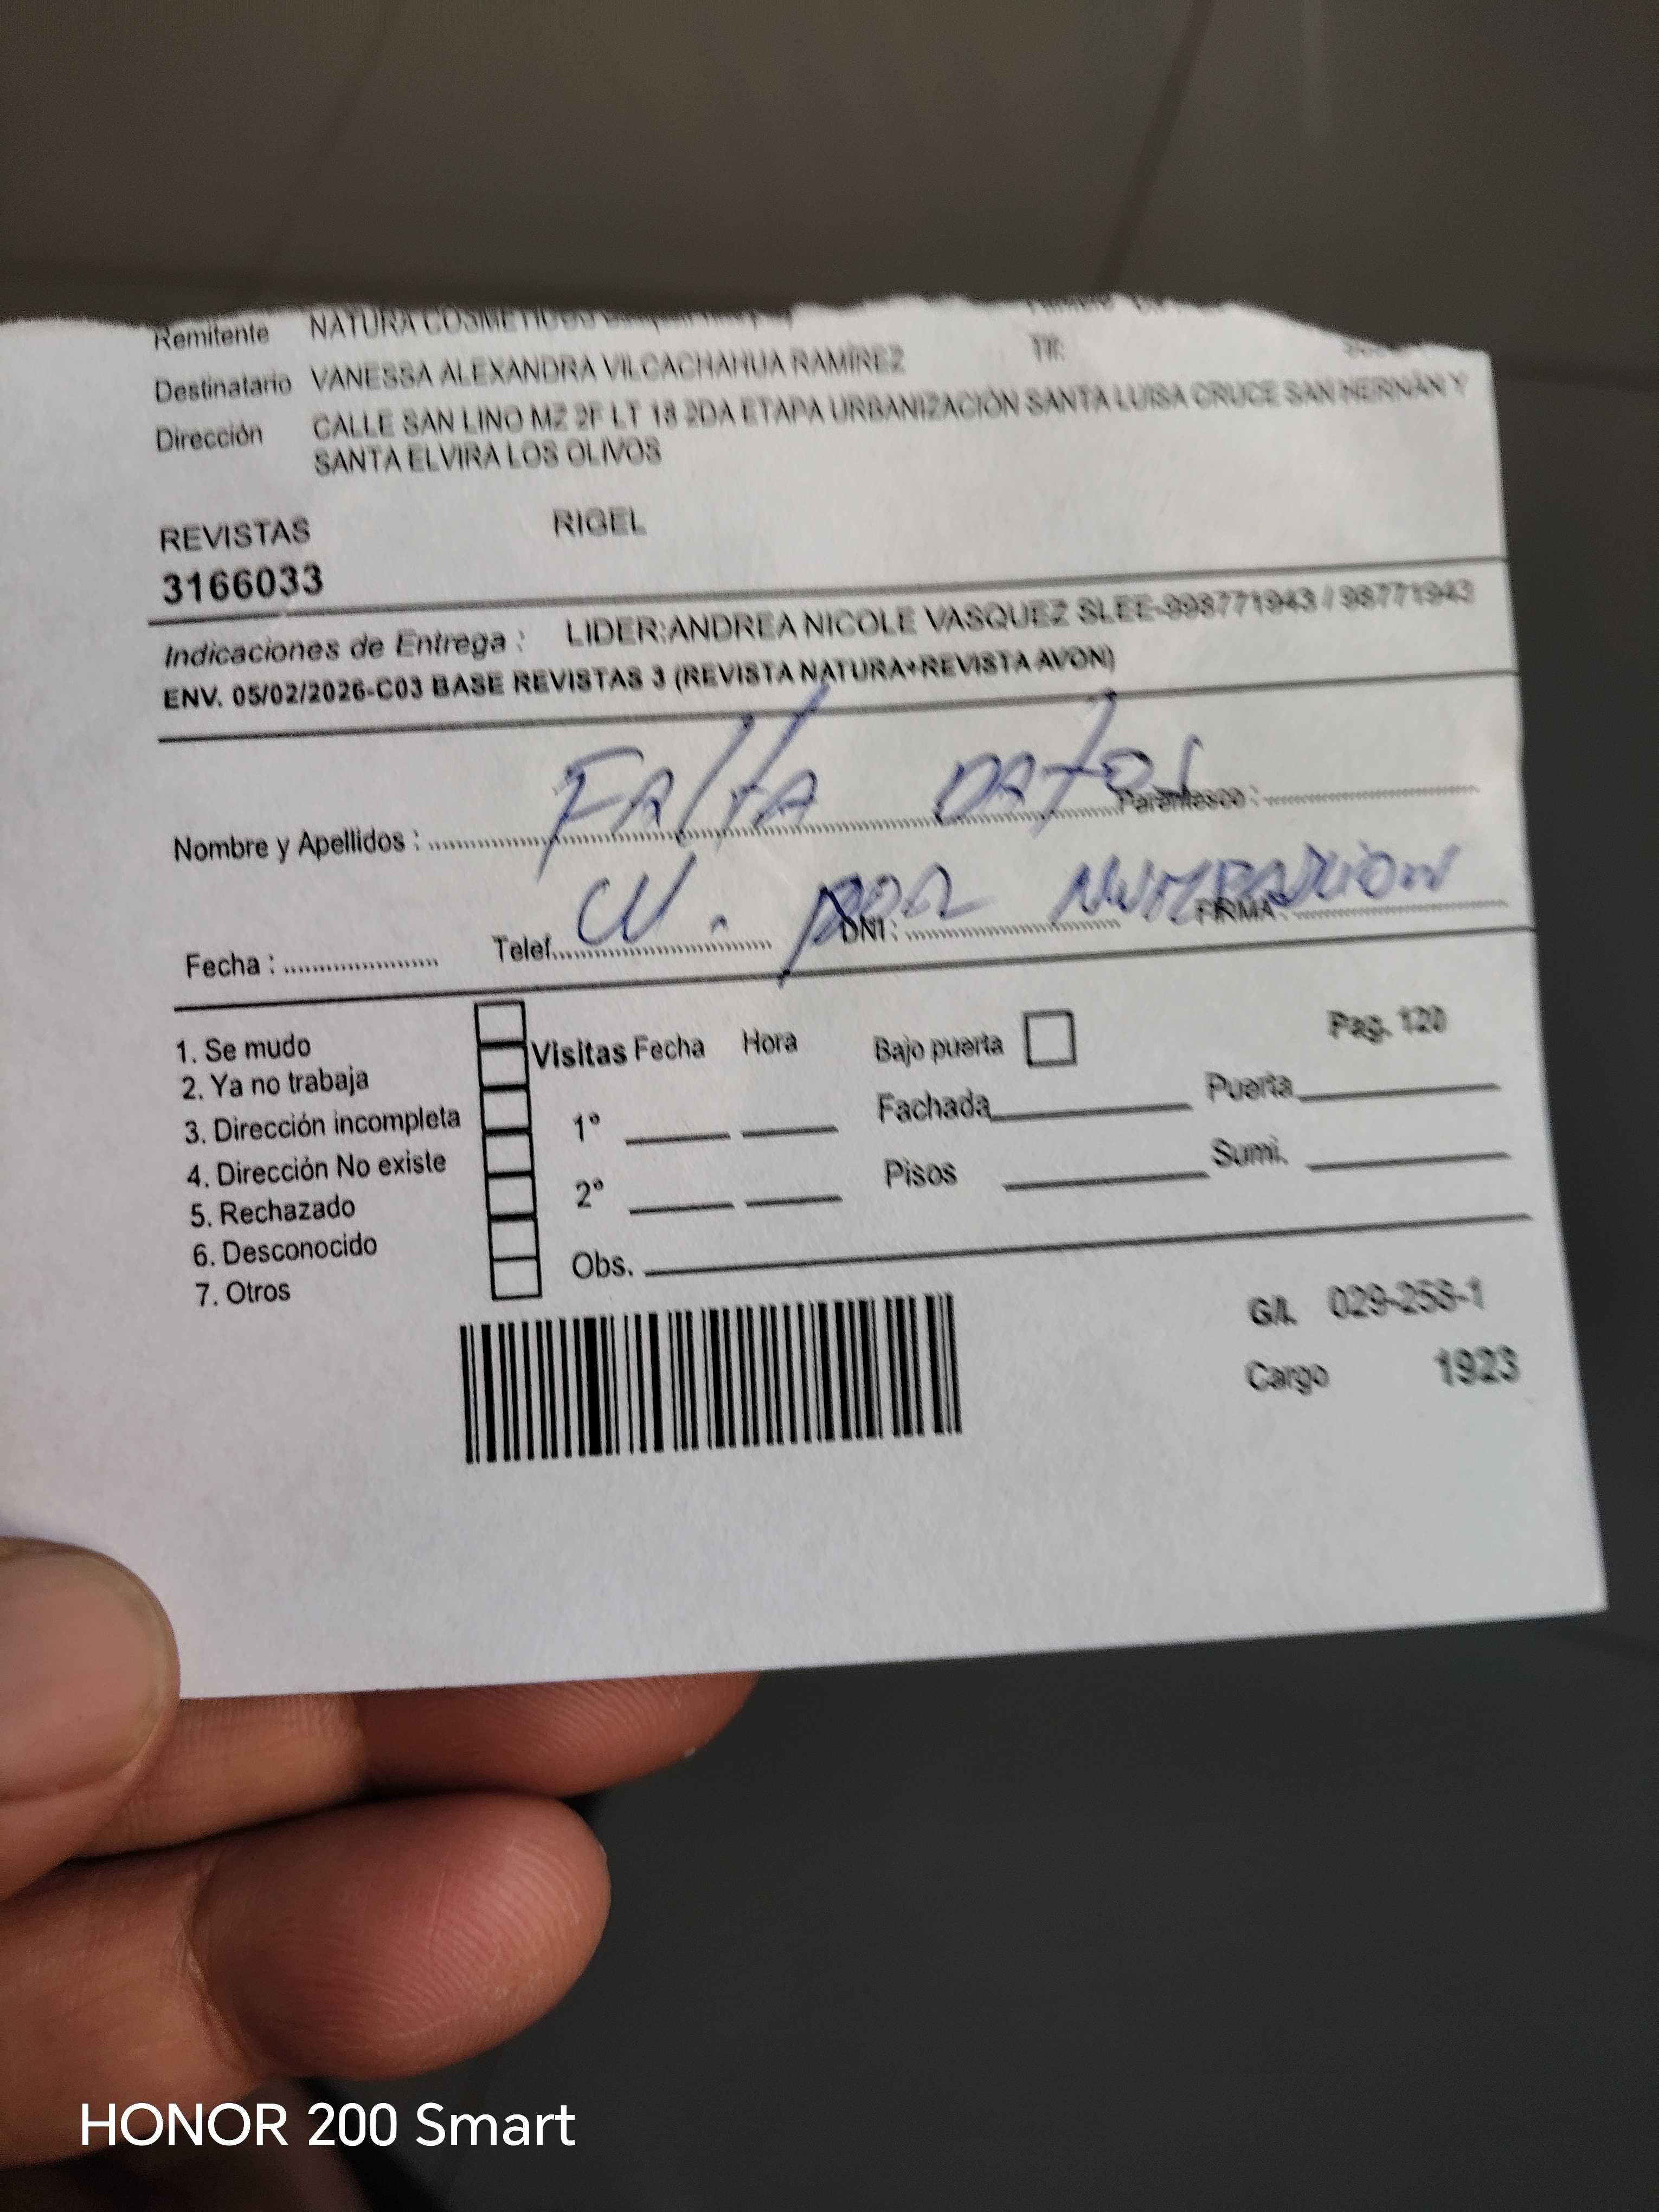 Remitente NATURA COSMETICOS
Destinatario VANESSA ALEXANDRA VILCACHAHUA RAMÍREZ Tlf:
Dirección CALLE SAN LINO MZ 2F LT 18 2DA ETAPA URBANIZACIÓN SANTA LUISA CRUCE SAN HERNÁN Y
SANTA ELVIRA LOS OLIVOS
REVISTAS RIGEL
3166033
Indicaciones de Entrega : LIDER:ANDREA NICOLE VASQUEZ SLEE-998771943 / 98771943
ENV. 05/02/2026-C03 BASE REVISTAS 3 (REVISTA NATURA+REVISTA AVON)
FALTA DATOS
Nombre y Apellidos : Parentesco :
POR NUMERACION
Fecha : Telef. DNI : FIRMA :
1. Se mudo
2. Ya no trabaja
3. Dirección incompleta
4. Dirección No existe
5. Rechazado
6. Desconocido
7. Otros
Visitas Fecha Hora Bajo puerta Pag. 120
1° Fachada Puerta
2° Pisos Sumi.
Obs.
G/L 029-258-1
Cargo 1923
HONOR 200 Smart